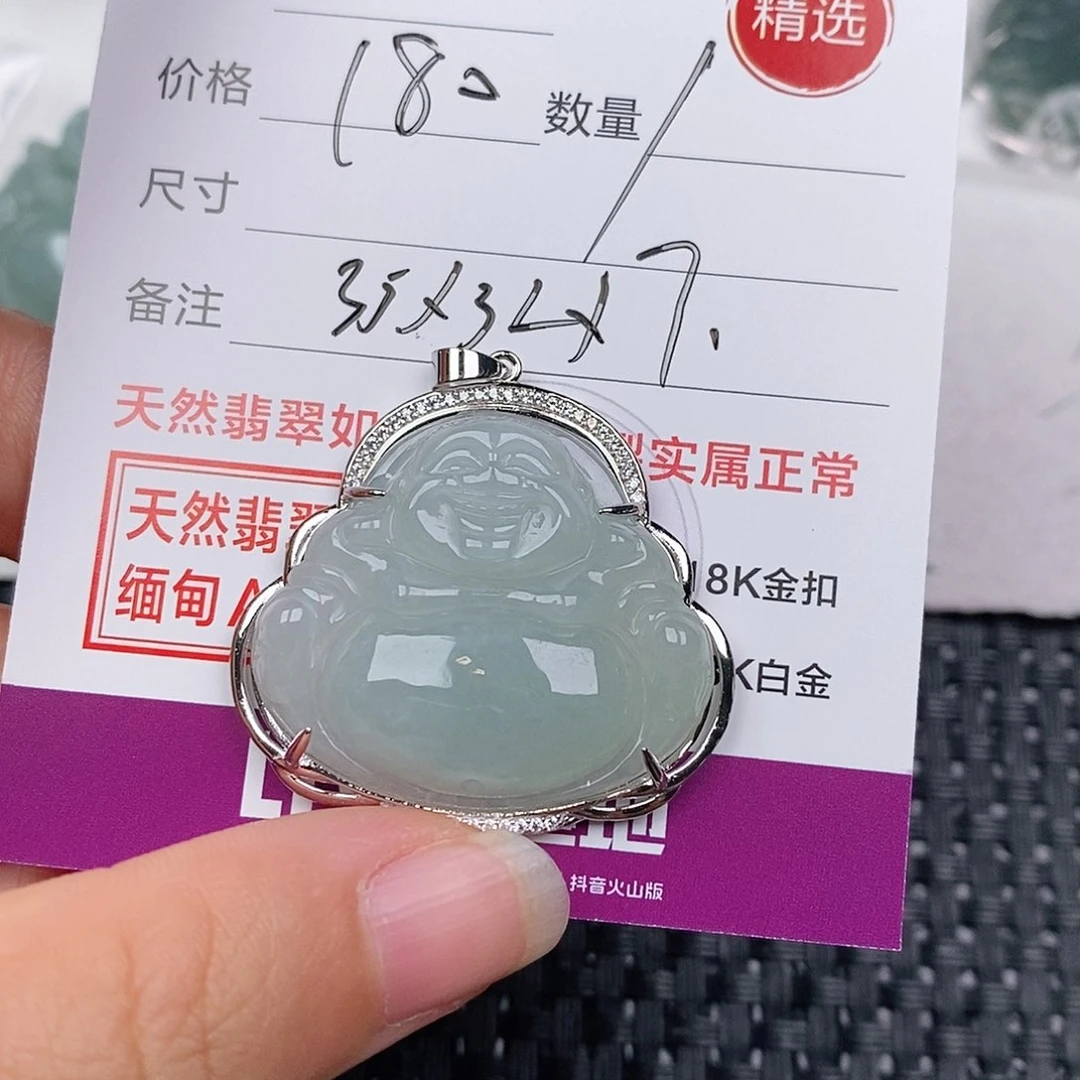 精选
价格 180 数量 1
尺寸
备注 35X34X7.
天然翡翠如 实属正常
天然翡
缅甸A 8K金扣
K白金
抖音火山版